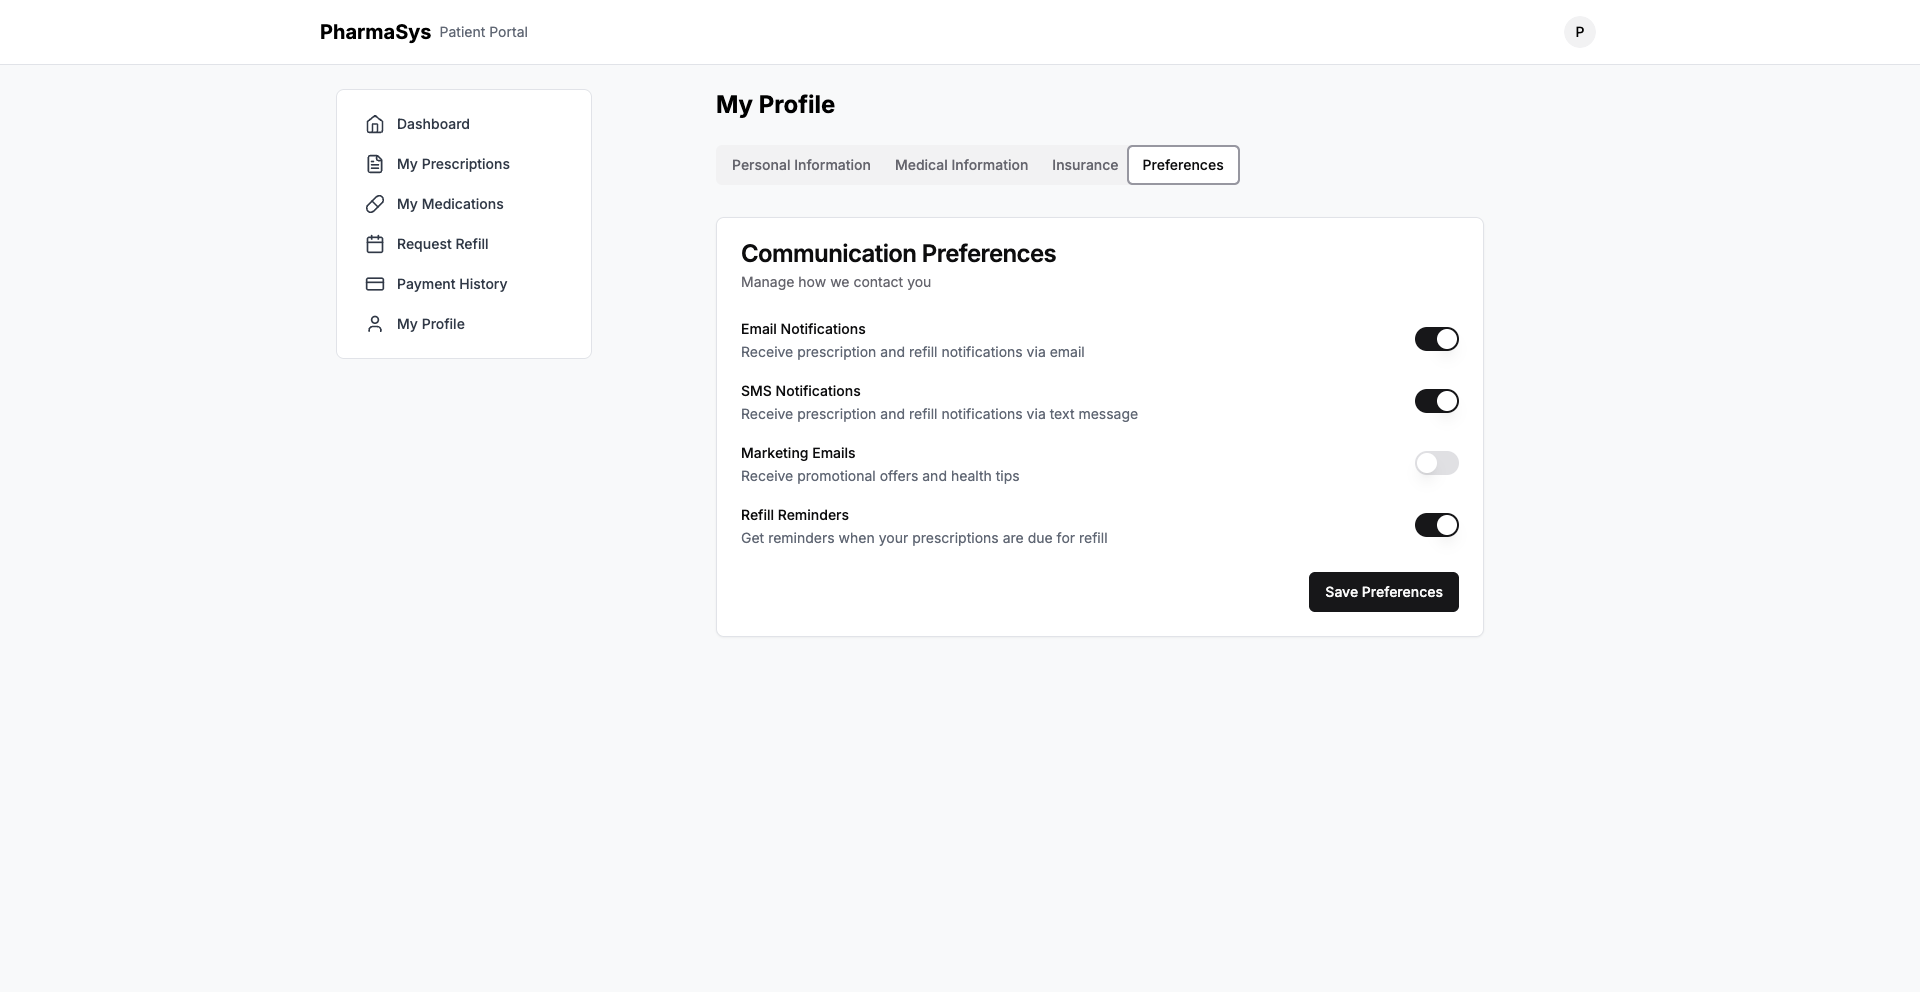 PharmaSys Patient Portal
P
Dashboard
My Prescriptions
My Medications
Request Refill
Payment History
My Profile
My Profile
Personal Information
Medical Information
Insurance
Preferences
Communication Preferences
Manage how we contact you
Email Notifications
Receive prescription and refill notifications via email
SMS Notifications
Receive prescription and refill notifications via text message
Marketing Emails
Receive promotional offers and health tips
Refill Reminders
Get reminders when your prescriptions are due for refill
Save Preferences